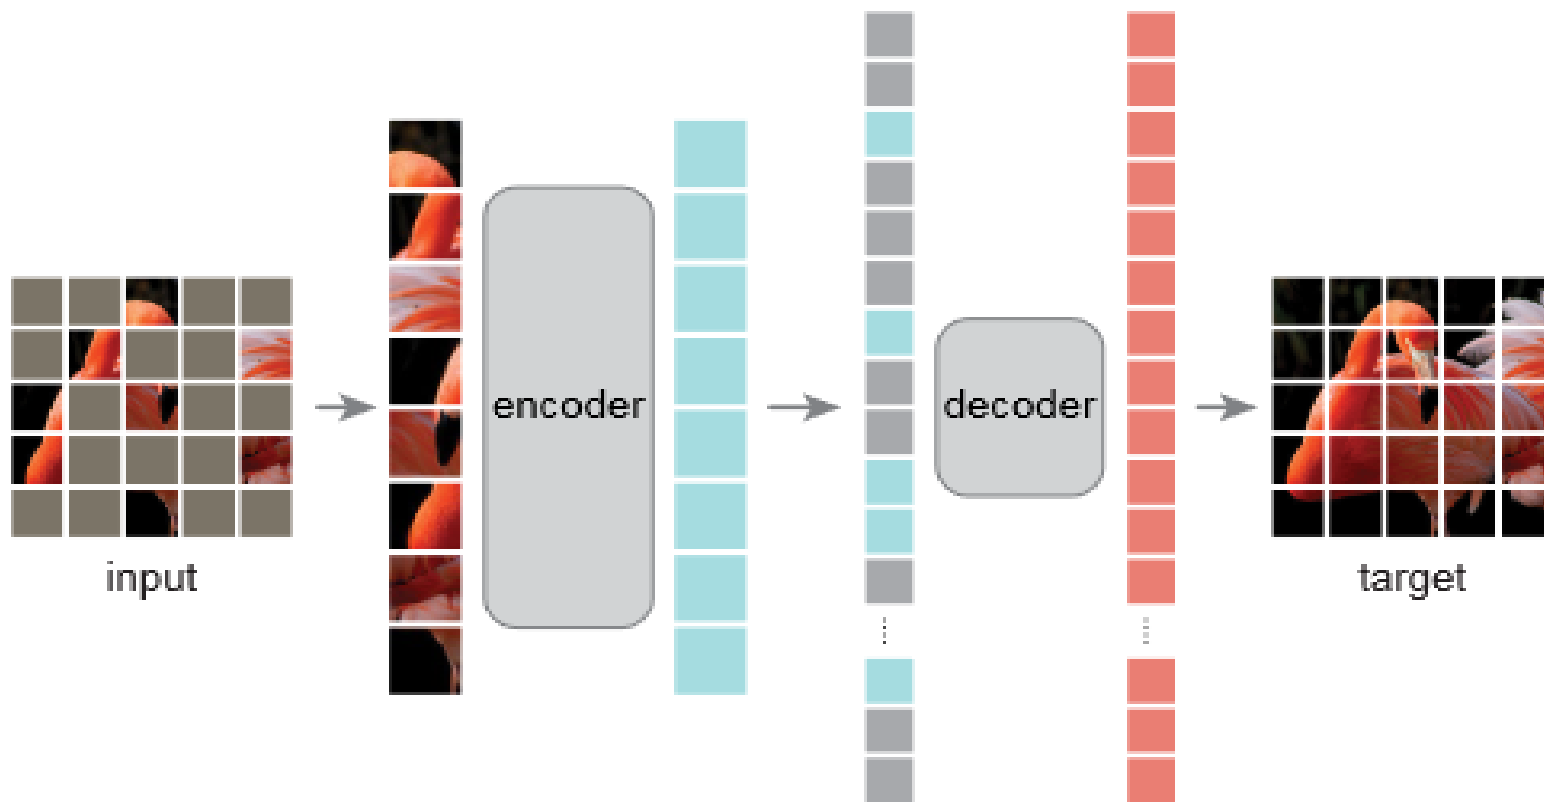 encoder
decoder
input
target